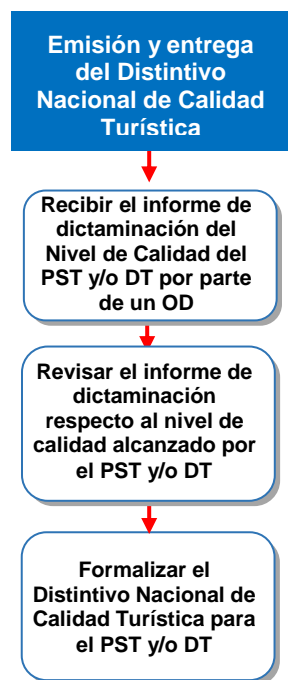 Emisión y entrega
del Distintivo
Nacional de Calidad
Turística
Recibir el informe de
dictaminación del
Nivel de Calidad del
PST y/o DT por parte
de un OD
Revisar el informe de
dictaminación
respecto al nivel de
calidad alcanzado por
el PST y/o DT
Formalizar el
Distintivo Nacional de
Calidad Turística para
el PST y/o DT